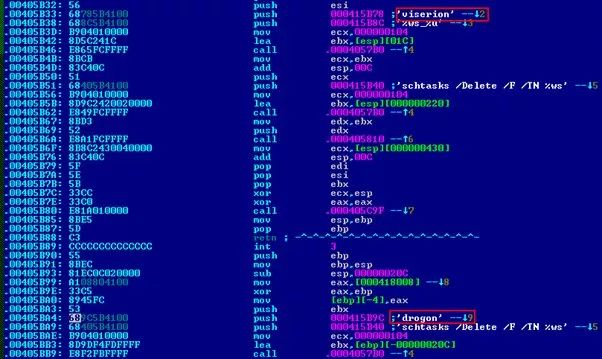 .00405B32: 56 push esi
.00405B33: 68785B4100 push 000415B78 ;'viserion' --↓2
.00405B38: 688C5B4100 push 000415B8C ;'%ws_%u' --↓3
.00405B3D: B904010000 mov ecx,000000104
.00405B42: 8D5C241C lea ebx,[esp][01C]
.00405B46: E865FCFFFF call .0004057B0 --↑4
.00405B4B: 8BCB mov ecx,ebx
.00405B4D: 83C40C add esp,00C
.00405B50: 51 push ecx
.00405B51: 68405B4100 push 000415B40 ;'schtasks /Delete /F /TN %ws' --↓5
.00405B56: B904010000 mov ecx,000000104
.00405B5B: 8D9C2420020000 lea ebx,[esp][000000220]
.00405B62: E849FCFFFF call .0004057B0 --↑4
.00405B67: 8BD3 mov edx,ebx
.00405B69: 52 push edx
.00405B6A: E8A1FCFFFF call .000405810 --↑6
.00405B6F: 8B8C2430040000 mov ecx,[esp][000000430]
.00405B76: 83C40C add esp,00C
.00405B79: 5F pop edi
.00405B7A: 5E pop esi
.00405B7B: 5B pop ebx
.00405B7C: 33CC xor ecx,esp
.00405B7E: 33C0 xor eax,eax
.00405B80: E81A010000 call .000405C9F --↓7
.00405B85: 8BE5 mov esp,ebp
.00405B87: 5D pop ebp
.00405B88: C3 retn ; -^-^-^-^-^-^-^-^-^-^-^-^-^-^-^-^-
.00405B89: CCCCCCCCCCCCCC int 3
.00405B90: 55 push ebp
.00405B91: 8BEC mov ebp,esp
.00405B93: 81EC0C020000 sub esp,00000020C
.00405B99: A108804100 mov eax,[000418008] --↓8
.00405B9E: 33C5 xor eax,ebp
.00405BA0: 8945FC mov [ebp][-4],eax
.00405BA3: 53 push ebx
.00405BA4: 689C5B4100 push 000415B9C ;'drogon' --↓9
.00405BA9: 68405B4100 push 000415B40 ;'schtasks /Delete /F /TN %ws' --↓5
.00405BAE: B904010000 mov ecx,000000104
.00405BB3: 8D9DF4FDFFFF lea ebx,[ebp][-00000020C]
.00405BB9: E8F2FBFFFF call .0004057B0 --↑4